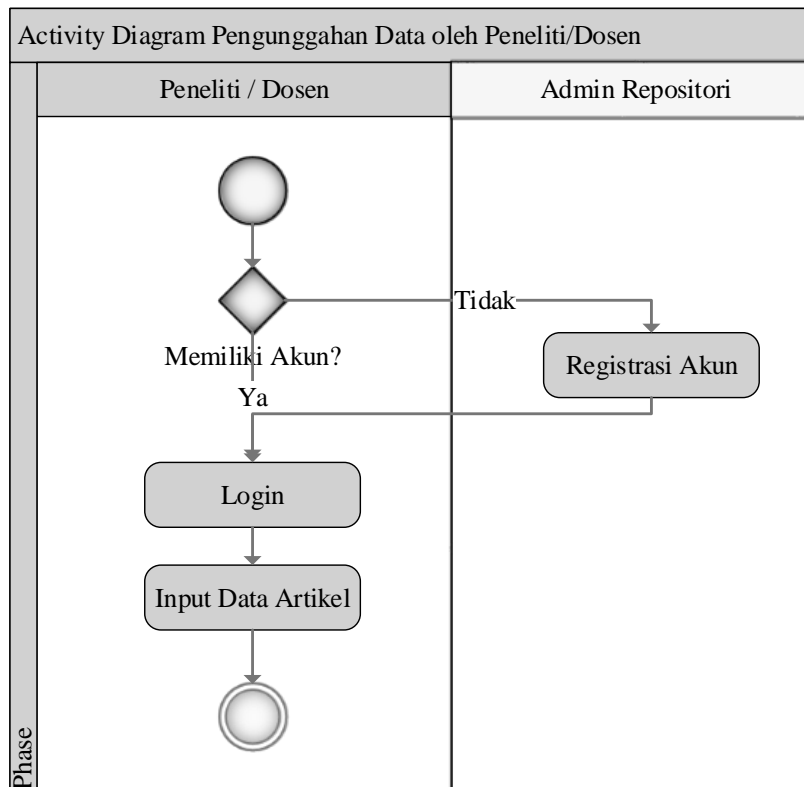 Activity Diagram Pengunggahan Data oleh Peneliti/Dosen
Peneliti / Dosen
Admin Repositori
Tidak
Memiliki Akun?
Registrasi Akun
Ya
Login
Input Data Artikel
Phase